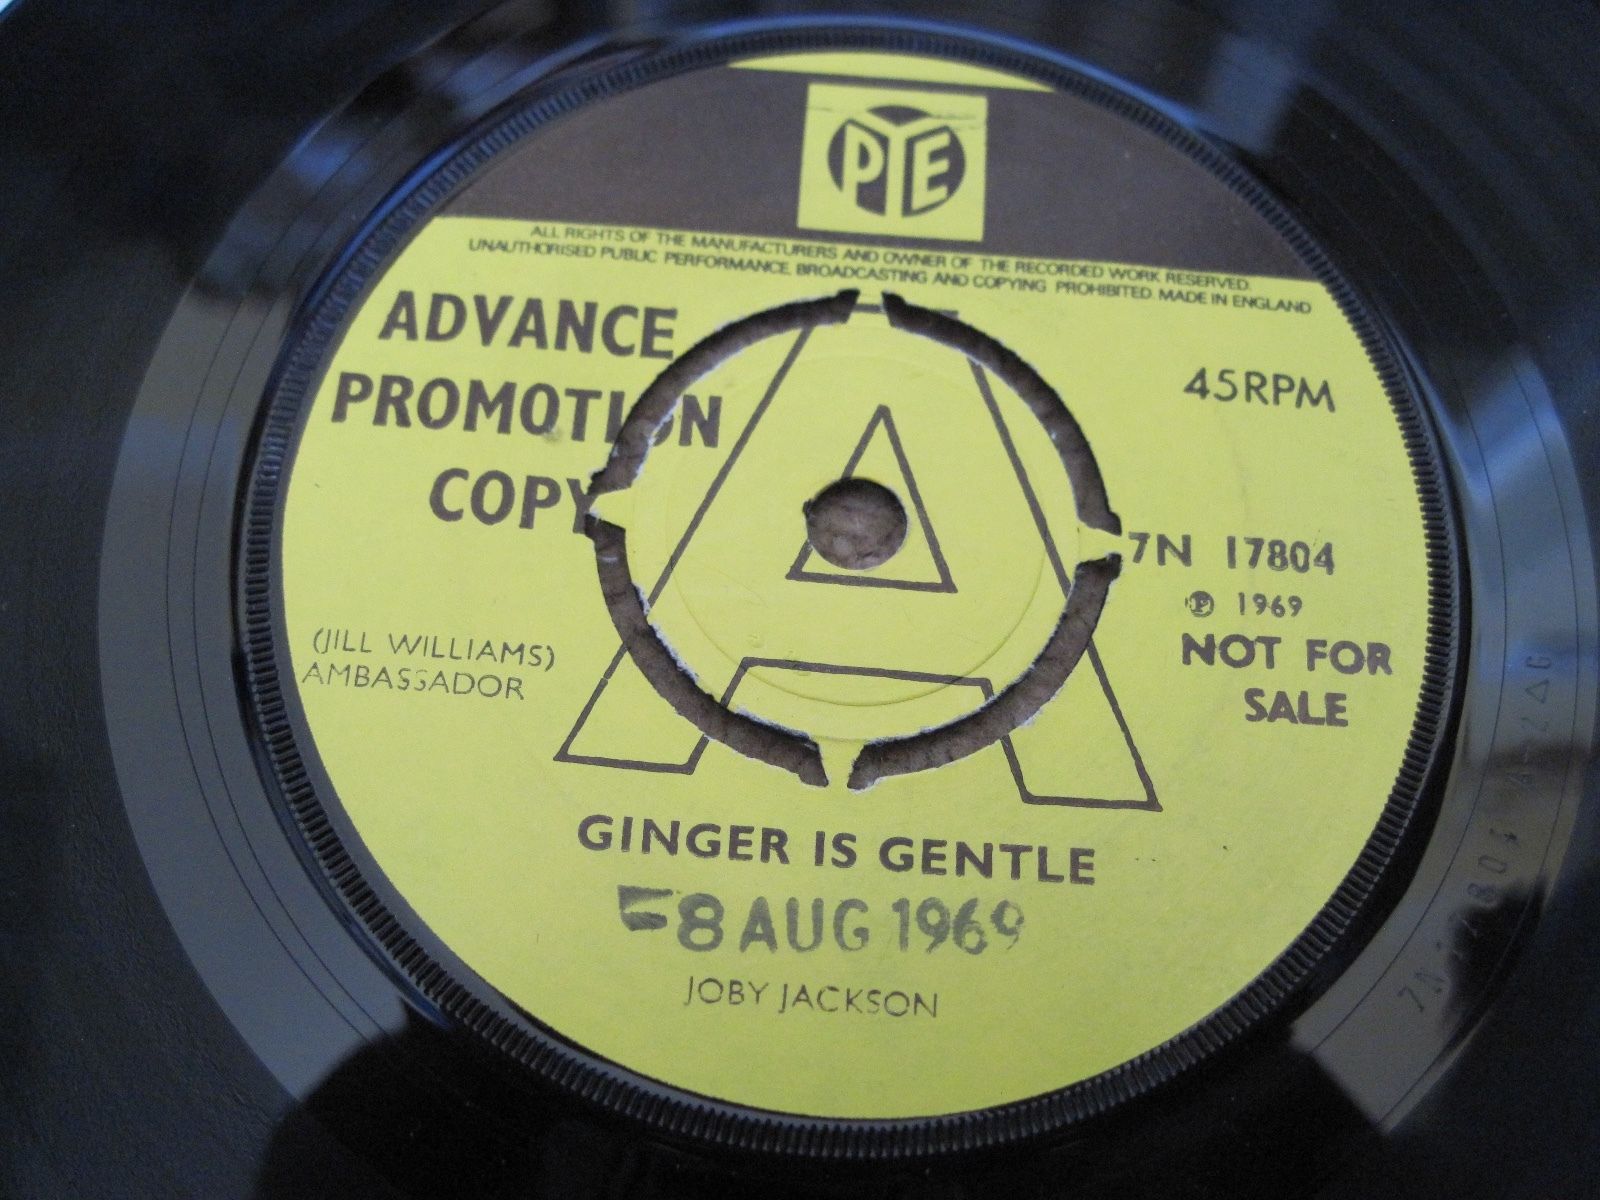 PYE
ALL RIGHTS OF THE MANUFACTURERS AND OWNER OF THE RECORDED WORK RESERVED.
UNAUTHORISED PUBLIC PERFORMANCE, BROADCASTING AND COPYING PROHIBITED. MADE IN ENGLAND
ADVANCE
PROMOTION
COPY
A
45RPM
7N 17804
℗ 1969
NOT FOR
SALE
(JILL WILLIAMS)
AMBASSADOR
GINGER IS GENTLE
-8 AUG 1969
JOBY JACKSON